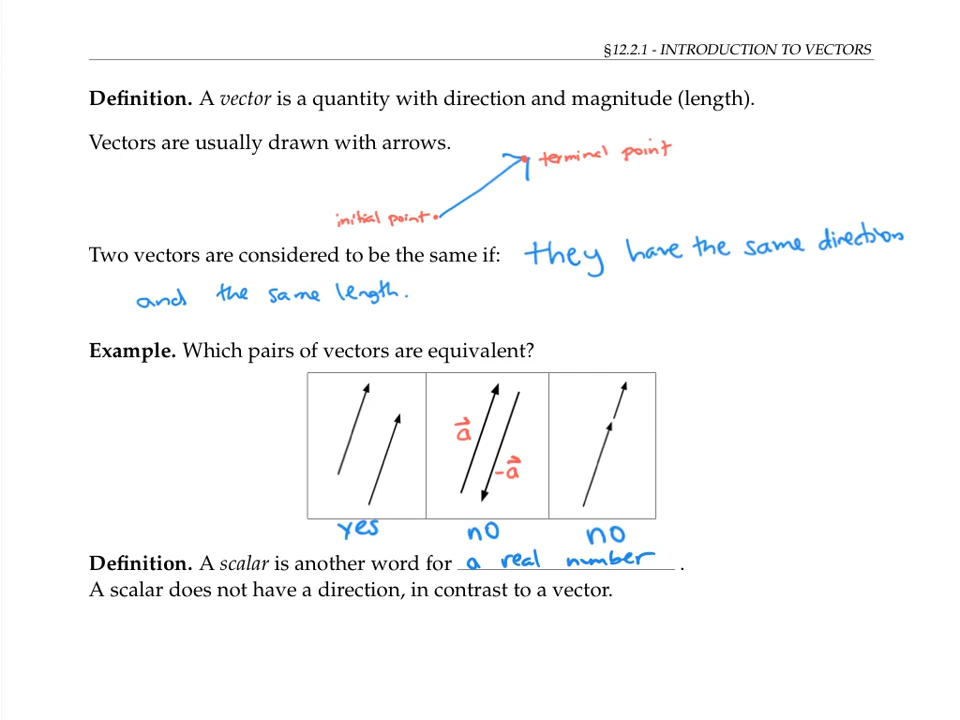 §12.2.1 - INTRODUCTION TO VECTORS
Definition. A vector is a quantity with direction and magnitude (length).
Vectors are usually drawn with arrows.
terminal point
initial point
Two vectors are considered to be the same if: they have the same direction
and the same length.
Example. Which pairs of vectors are equivalent?
a⃗
-a⃗
yes no no
Definition. A scalar is another word for a real number.
A scalar does not have a direction, in contrast to a vector.